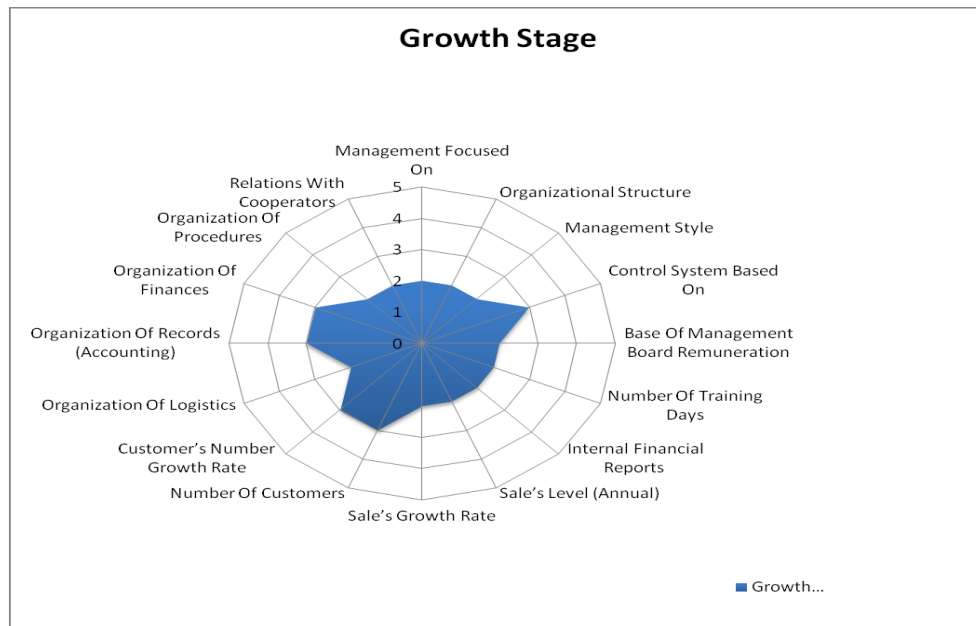 Growth Stage
Management Focused
On
Organizational Structure
Management Style
Control System Based
On
Base Of Management
Board Remuneration
Number Of Training
Days
Internal Financial
Reports
Sale’s Level (Annual)
Sale’s Growth Rate
Number Of Customers
Customer’s Number
Growth Rate
Organization Of Logistics
Organization Of Records
(Accounting)
Organization Of
Finances
Organization Of
Procedures
Relations With
Cooperators
5
4
3
2
1
0
Growth...